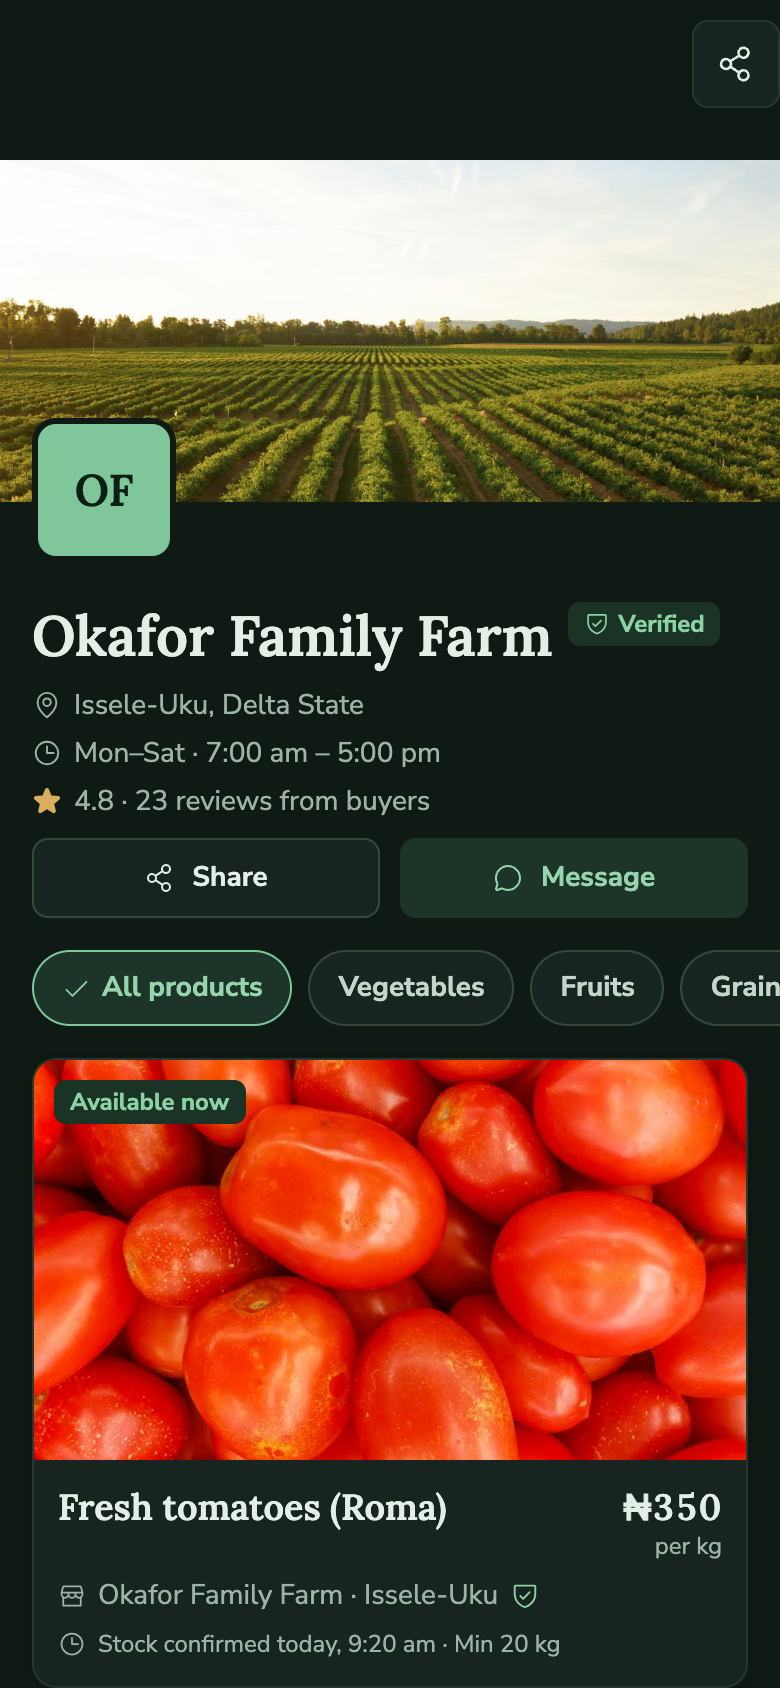 OF
Okafor Family Farm
Verified
Issele-Uku, Delta State
Mon–Sat · 7:00 am – 5:00 pm
4.8 · 23 reviews from buyers
Share
Message
All products
Vegetables
Fruits
Grain
Available now
Fresh tomatoes (Roma)
₦350
per kg
Okafor Family Farm · Issele-Uku
Stock confirmed today, 9:20 am · Min 20 kg